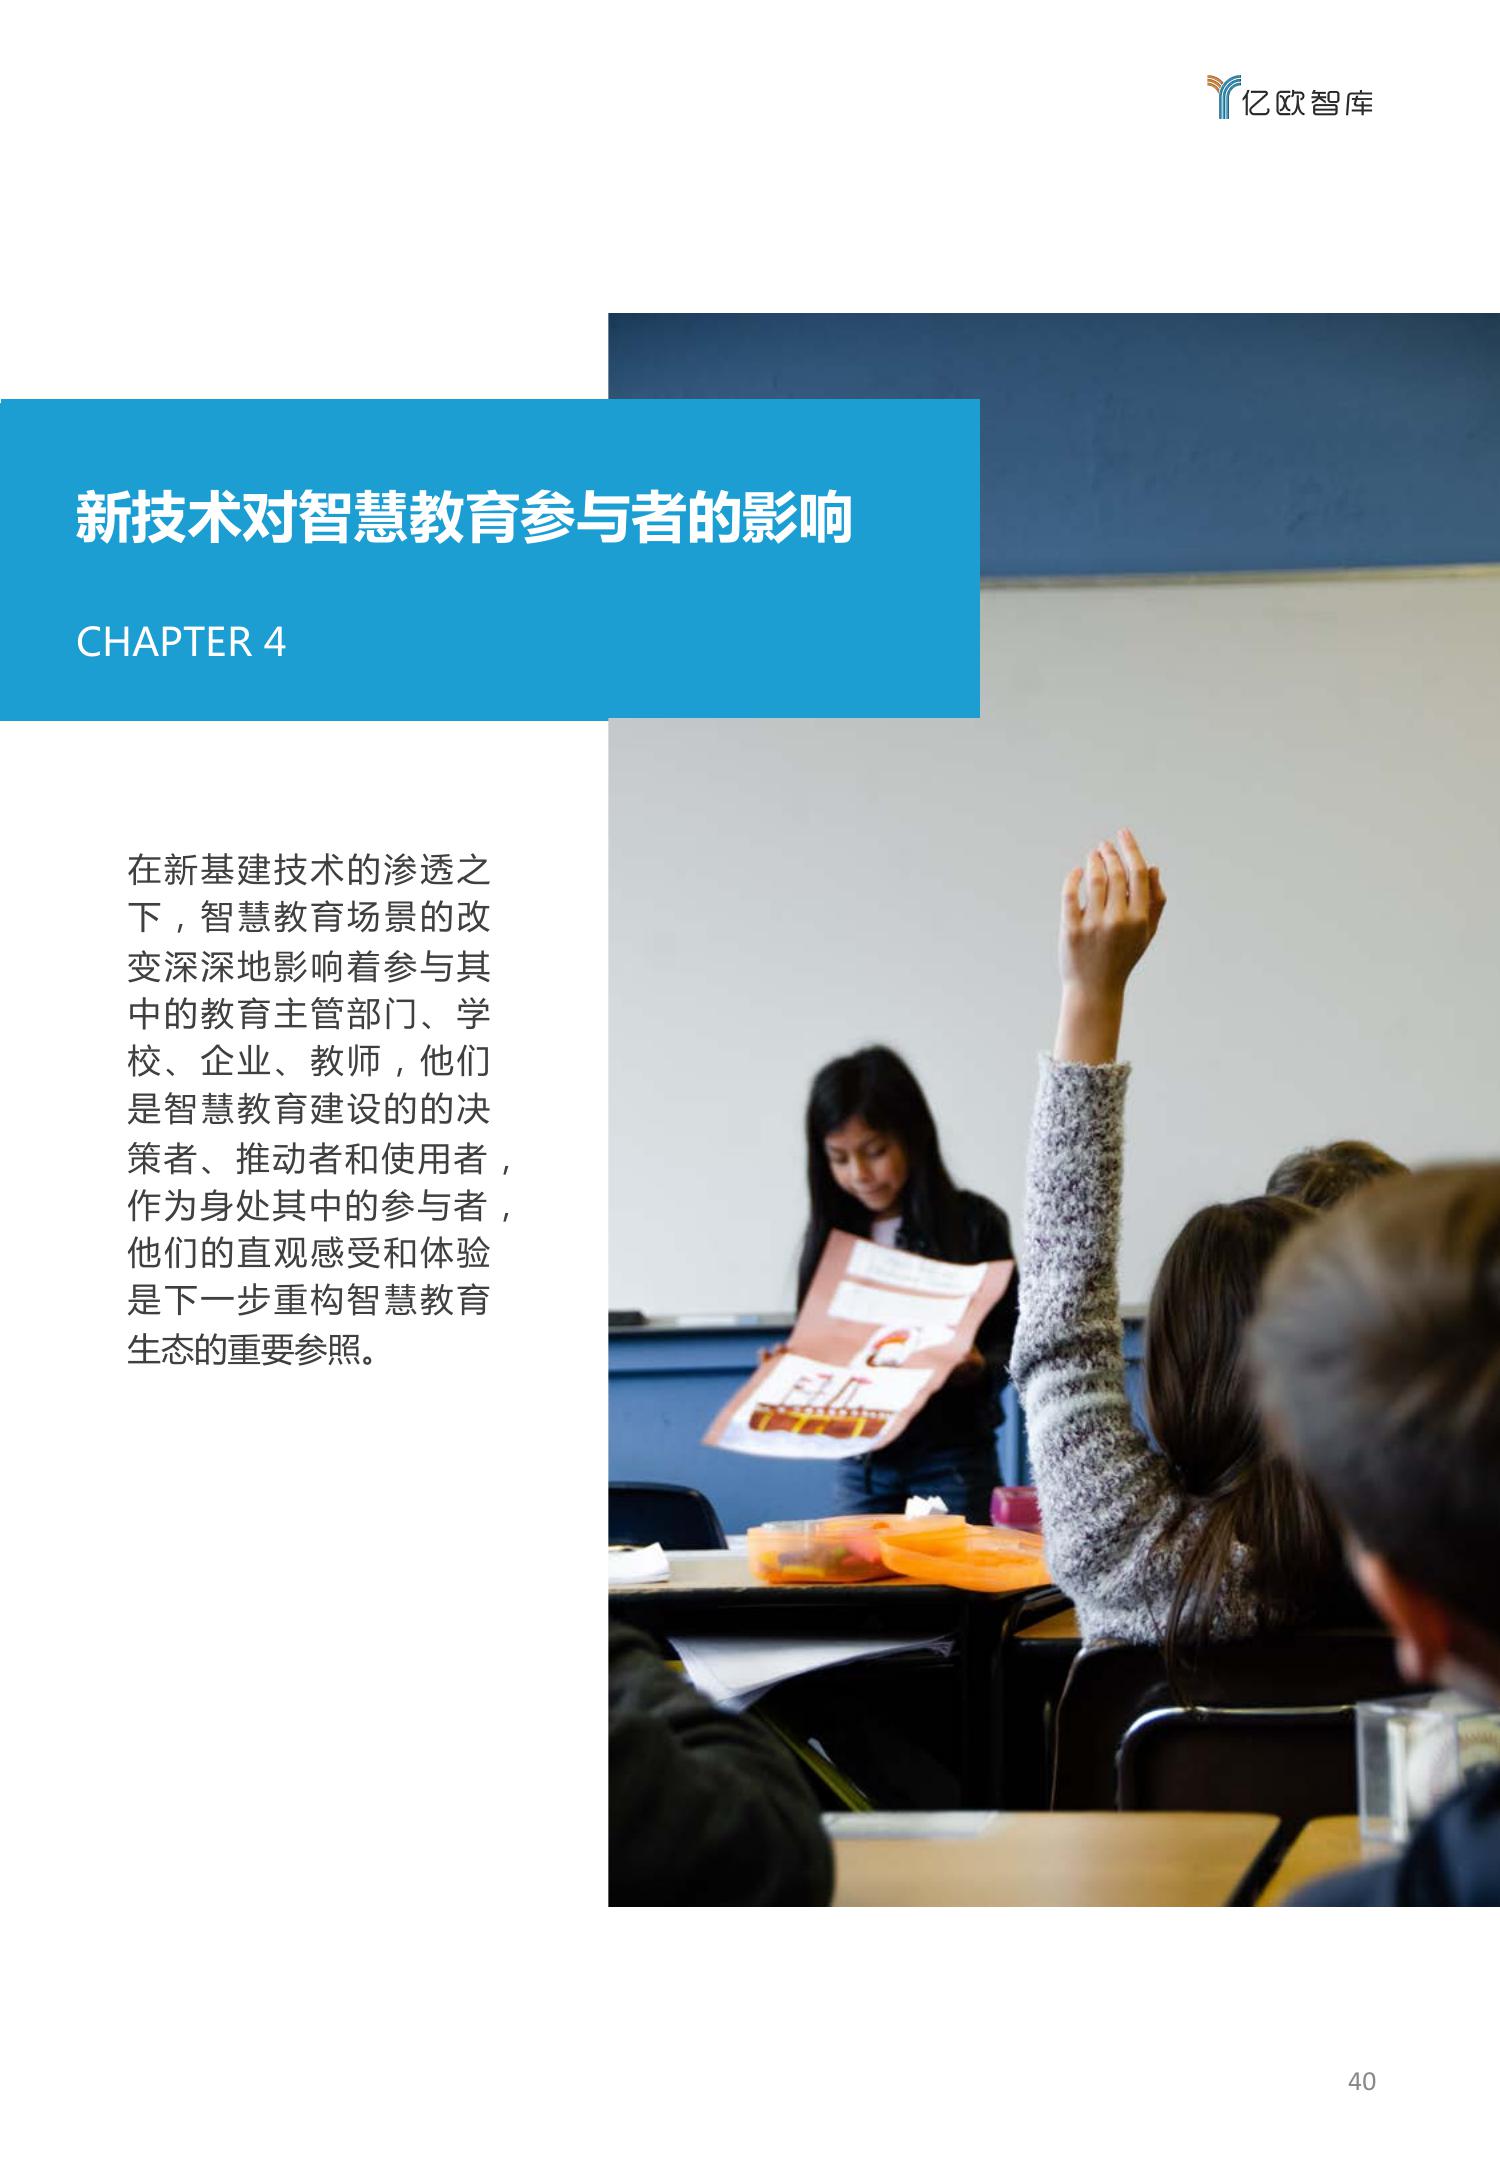 亿欧智库
新技术对智慧教育参与者的影响
CHAPTER 4
在新基建技术的渗透之
下，智慧教育场景的改
变深深地影响着参与其
中的教育主管部门、学
校、企业、教师，他们
是智慧教育建设的的决
策者、推动者和使用者，
作为身处其中的参与者，
他们的直观感受和体验
是下一步重构智慧教育
生态的重要参照。
40